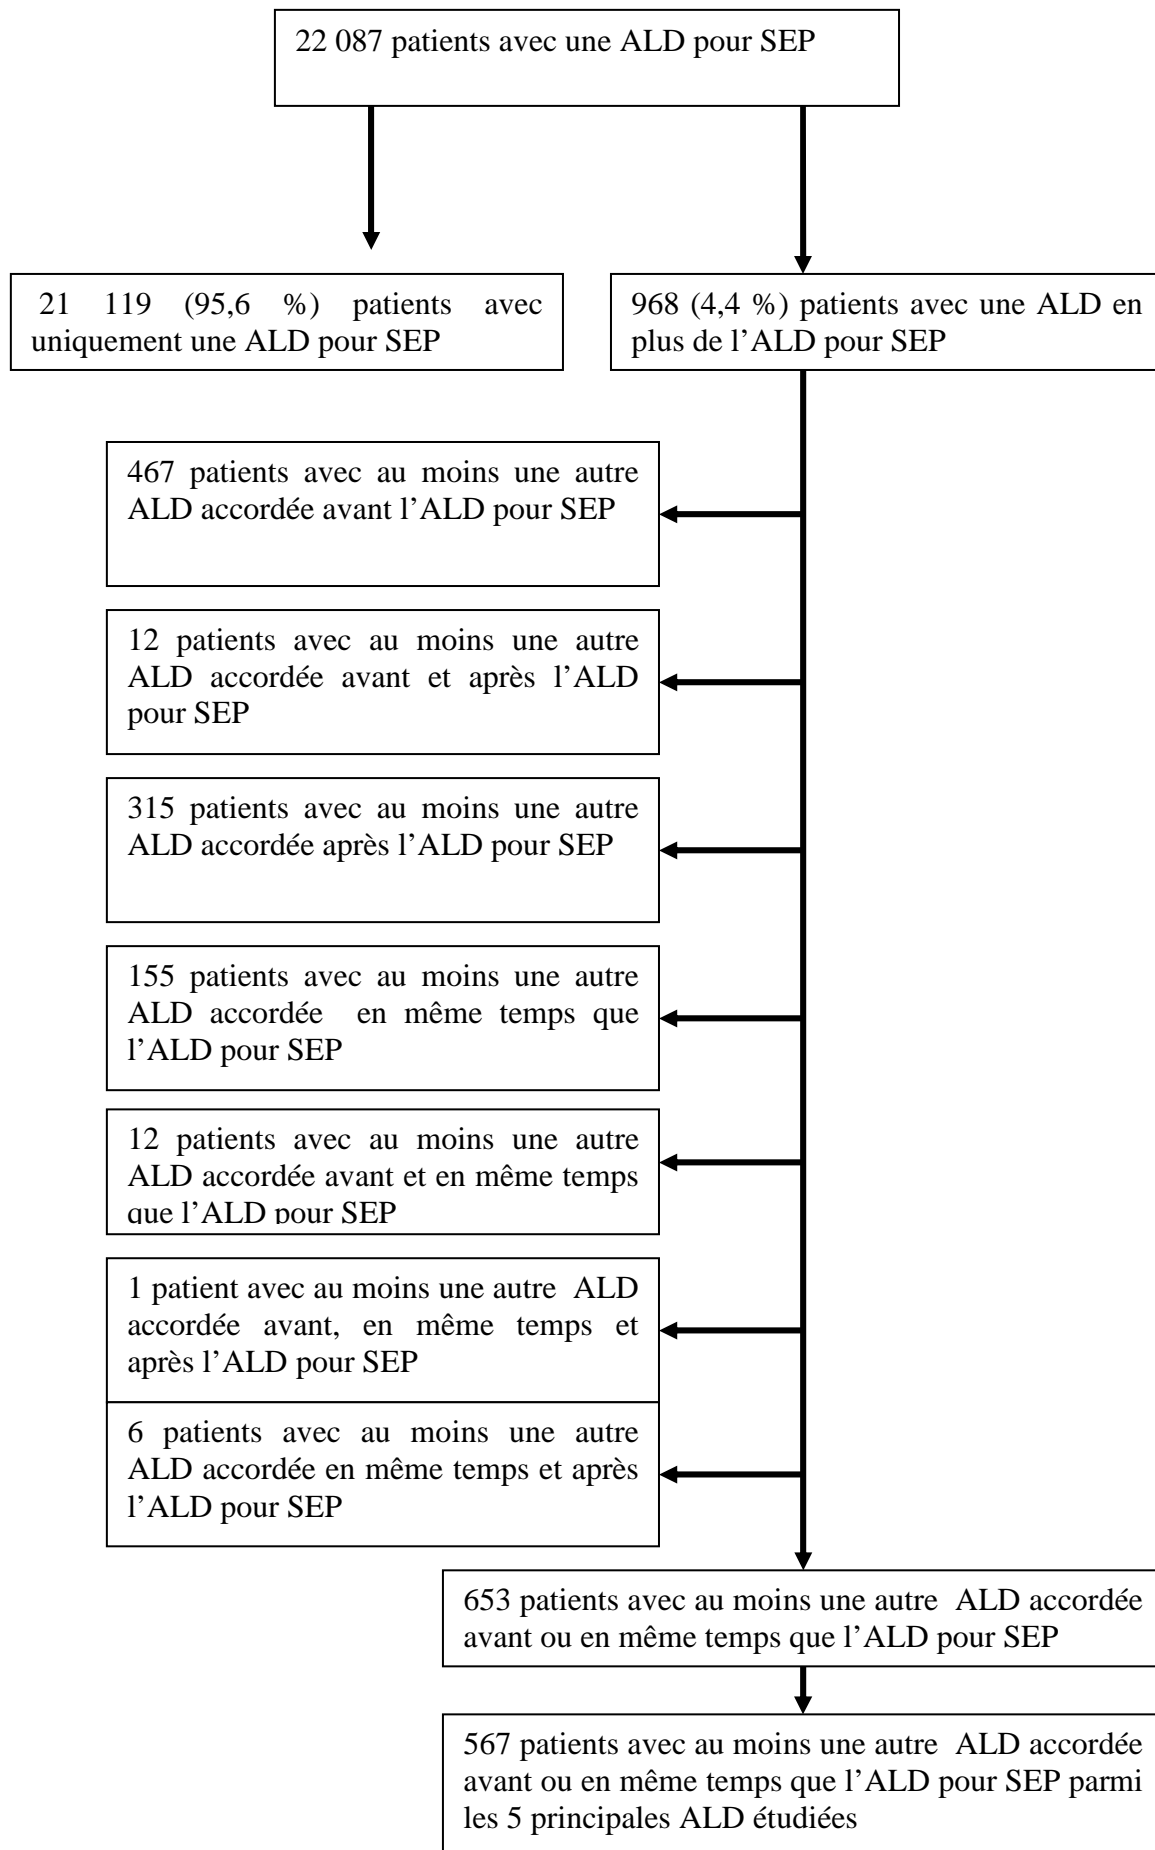 22 087 patients avec une ALD pour SEP
21 119 (95,6 %) patients avec
uniquement une ALD pour SEP
968 (4,4 %) patients avec une ALD en
plus de l’ALD pour SEP
467 patients avec au moins une autre
ALD accordée avant l’ALD pour SEP
12 patients avec au moins une autre
ALD accordée avant et après l’ALD
pour SEP
315 patients avec au moins une autre
ALD accordée après l’ALD pour SEP
155 patients avec au moins une autre
ALD accordée en même temps que
l’ALD pour SEP
12 patients avec au moins une autre
ALD accordée avant et en même temps
que l’ALD pour SEP
1 patient avec au moins une autre ALD
accordée avant, en même temps et
après l’ALD pour SEP
6 patients avec au moins une autre
ALD accordée en même temps et après
l’ALD pour SEP
653 patients avec au moins une autre ALD accordée
avant ou en même temps que l’ALD pour SEP
567 patients avec au moins une autre ALD accordée
avant ou en même temps que l’ALD pour SEP parmi
les 5 principales ALD étudiées